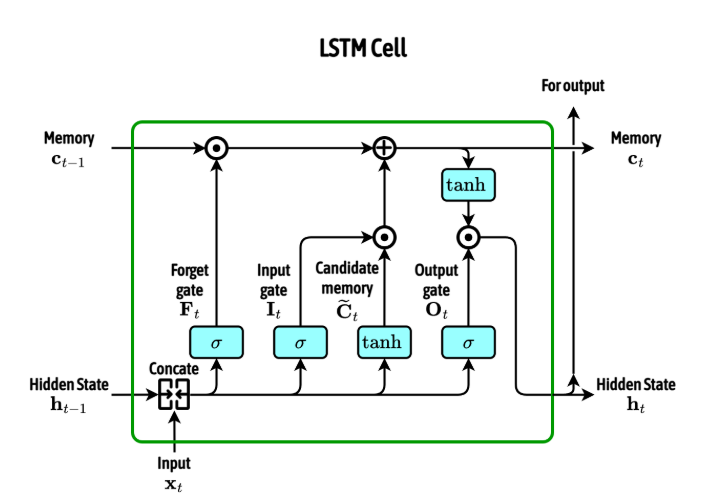 LSTM Cell
For output
Memory
c_{t−1}
Memory
c_t
tanh
Forget
gate
F_t
Input
gate
I_t
Candidate
memory
C̃_t
Output
gate
O_t
σ
σ
tanh
σ
Concate
Hidden State
h_{t−1}
Hidden State
h_t
Input
x_t